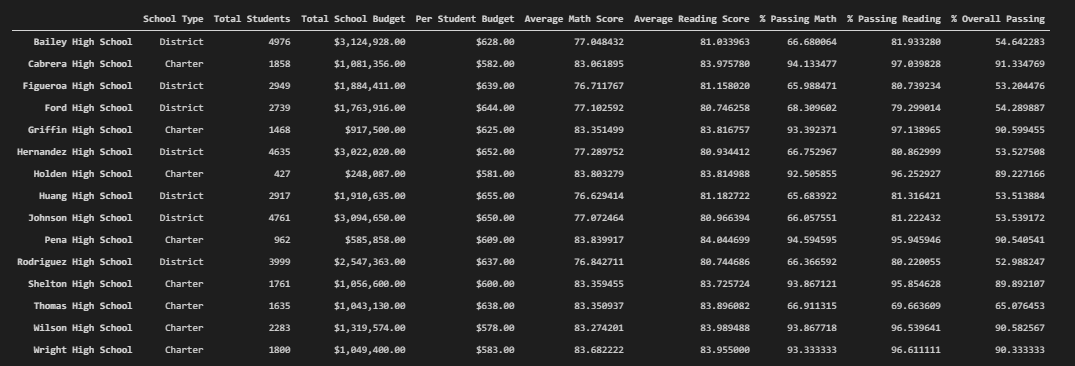 School Type Total Students Total School Budget Per Student Budget Average Math Score Average Reading Score % Passing Math % Passing Reading % Overall Passing
Bailey High School District 4976 $3,124,928.00 $628.00 77.048432 81.033963 66.680064 81.933280 54.642283
Cabrera High School Charter 1858 $1,081,356.00 $582.00 83.061895 83.975780 94.133477 97.039828 91.334769
Figueroa High School District 2949 $1,884,411.00 $639.00 76.711767 81.158020 65.988471 80.739234 53.204476
Ford High School District 2739 $1,763,916.00 $644.00 77.102592 80.746258 68.309602 79.299014 54.289887
Griffin High School Charter 1468 $917,500.00 $625.00 83.351499 83.816757 93.392371 97.138965 90.599455
Hernandez High School District 4635 $3,022,020.00 $652.00 77.289752 80.934412 66.752967 80.862999 53.527508
Holden High School Charter 427 $248,087.00 $581.00 83.803279 83.814988 92.505855 96.252927 89.227166
Huang High School District 2917 $1,910,635.00 $655.00 76.629414 81.182722 65.683922 81.316421 53.513884
Johnson High School District 4761 $3,094,650.00 $650.00 77.072464 80.966394 66.057551 81.222432 53.539172
Pena High School Charter 962 $585,858.00 $609.00 83.839917 84.044699 94.594595 95.945946 90.540541
Rodriguez High School District 3999 $2,547,363.00 $637.00 76.842711 80.744686 66.366592 80.220055 52.988247
Shelton High School Charter 1761 $1,056,600.00 $600.00 83.359455 83.725724 93.867121 95.854628 89.892107
Thomas High School Charter 1635 $1,043,130.00 $638.00 83.350937 83.896082 66.911315 69.663609 65.076453
Wilson High School Charter 2283 $1,319,574.00 $578.00 83.274201 83.989488 93.867718 96.539641 90.582567
Wright High School Charter 1800 $1,049,400.00 $583.00 83.682222 83.955000 93.333333 96.611111 90.333333